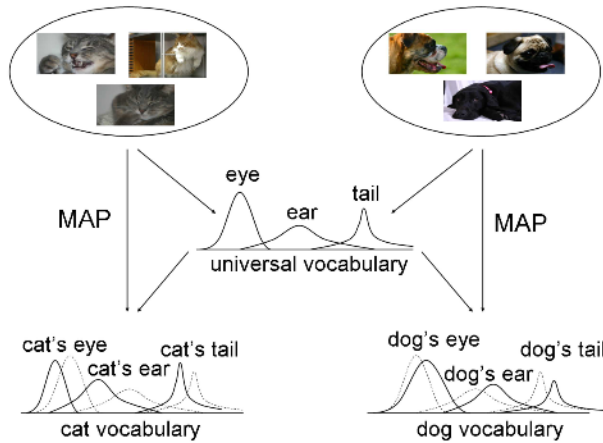 eye
ear
tail
MAP
MAP
universal vocabulary
cat's eye
cat's ear
cat's tail
cat vocabulary
dog's eye
dog's ear
dog's tail
dog vocabulary